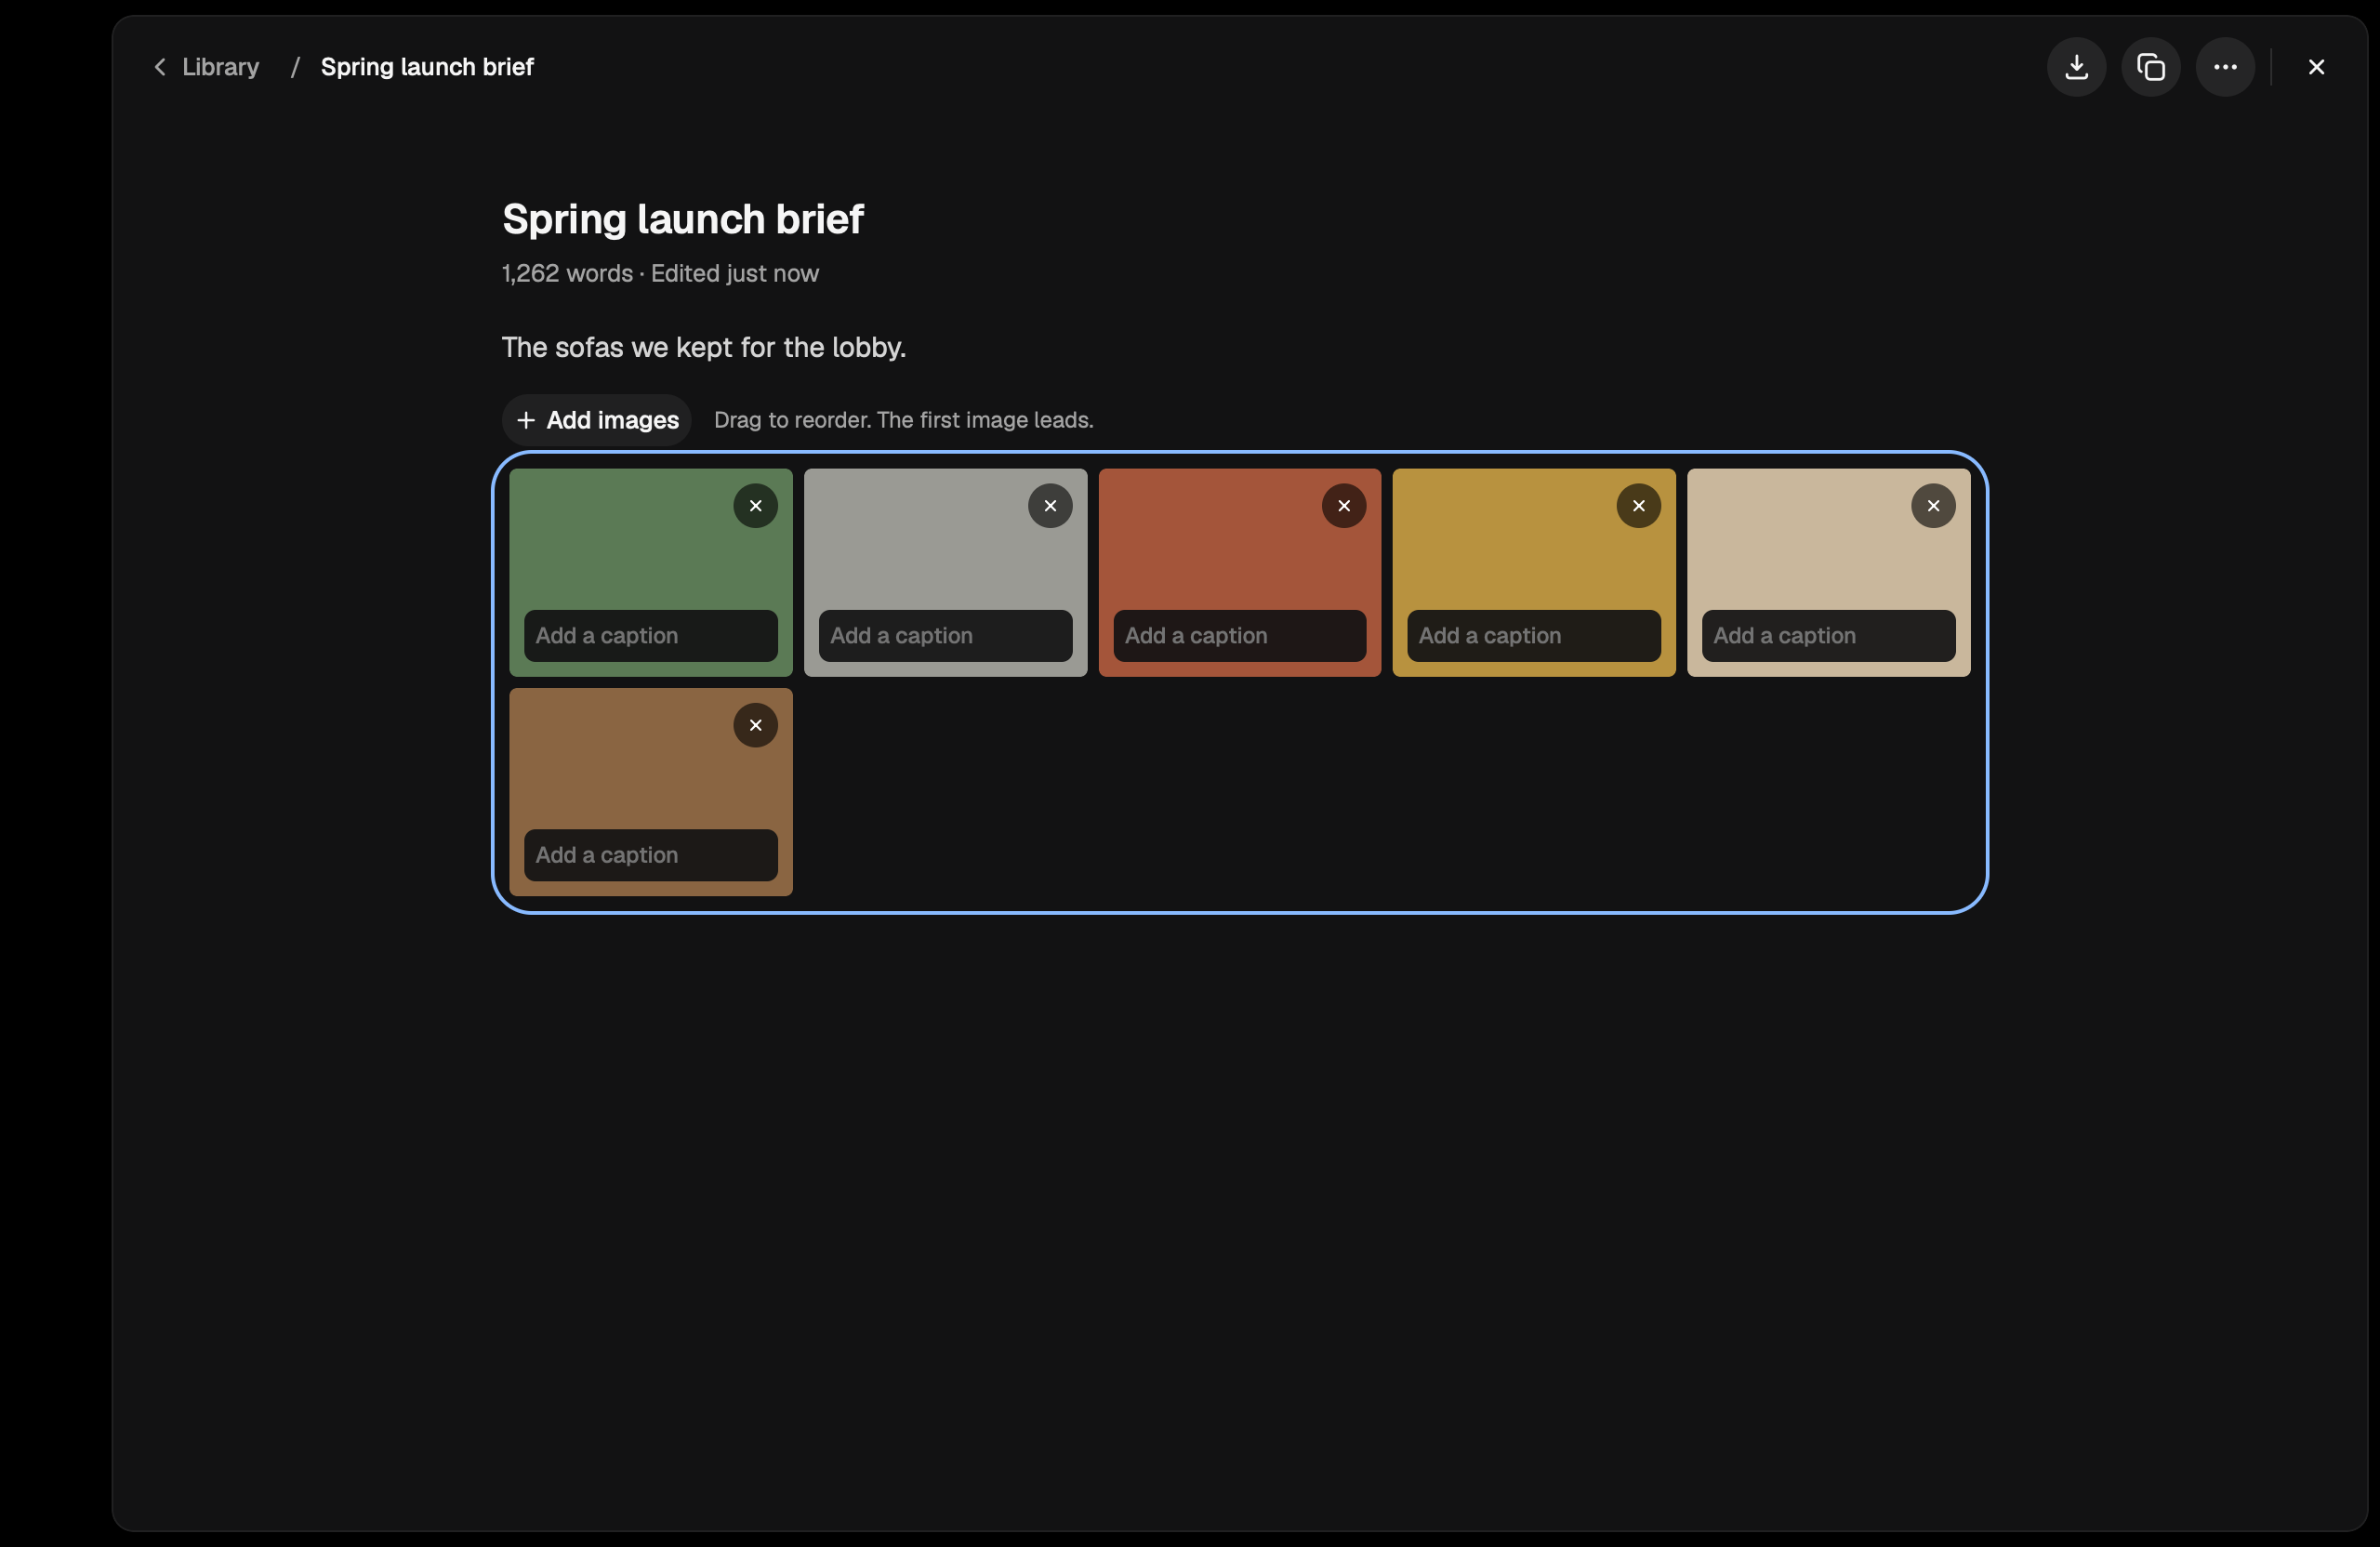 Library / Spring launch brief
Spring launch brief
1,262 words · Edited just now
The sofas we kept for the lobby.
Add images Drag to reorder. The first image leads.
Add a caption Add a caption Add a caption Add a caption Add a caption
Add a caption